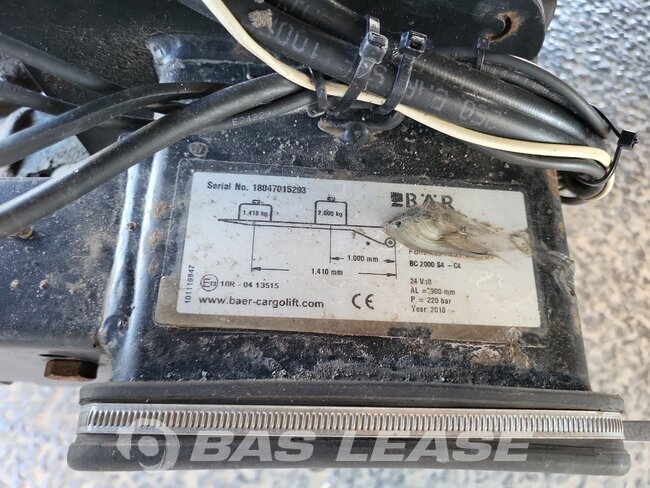 Serial No. 18047015293
BÄR
1.410 kg
2.000 kg
BC 2000 S4 - C4
1.000 mm
1.410 mm
24 Volt
P = 220 bar
Year: 2018
E13 10R - 04 13515
www.baer-cargolift.com
CE
101119847
BAS LEASE